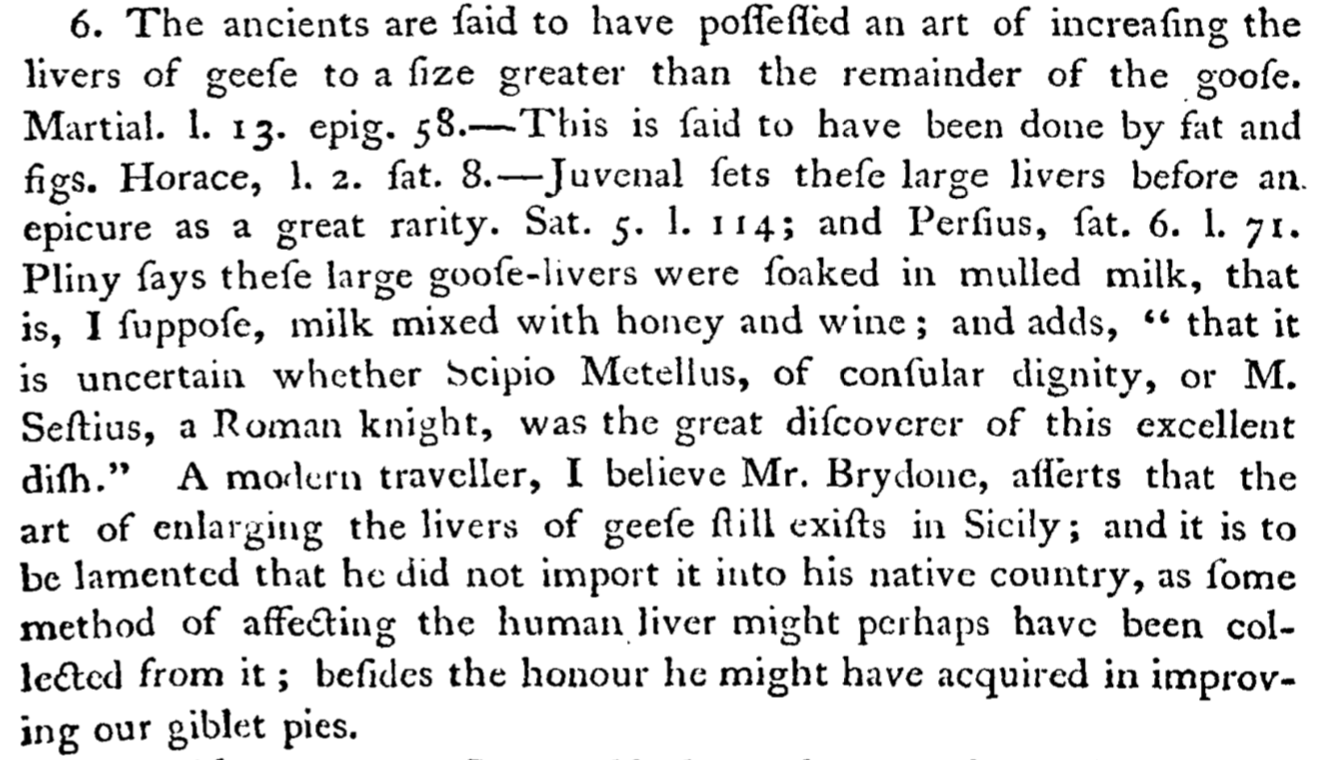 6. The ancients are ſaid to have poſſeſſed an art of increaſing the
livers of geeſe to a ſize greater than the remainder of the gooſe.
Martial. l. 13. epig. 58.—This is ſaid to have been done by fat and
figs. Horace, l. 2. ſat. 8.—Juvenal ſets theſe large livers before an
epicure as a great rarity. Sat. 5. l. 114; and Perſius, ſat. 6. l. 71.
Pliny ſays theſe large gooſe-livers were ſoaked in mulled milk, that
is, I ſuppoſe, milk mixed with honey and wine; and adds, “ that it
is uncertain whether Scipio Metellus, of conſular dignity, or M.
Seſtius, a Roman knight, was the great diſcoverer of this excellent
diſh.” A modern traveller, I believe Mr. Brydone, aſſerts that the
art of enlarging the livers of geeſe ſtill exiſts in Sicily; and it is to
be lamented that he did not import it into his native country, as ſome
method of affecting the human liver might perhaps have been col-
lected from it; beſides the honour he might have acquired in improv-
ing our giblet pies.